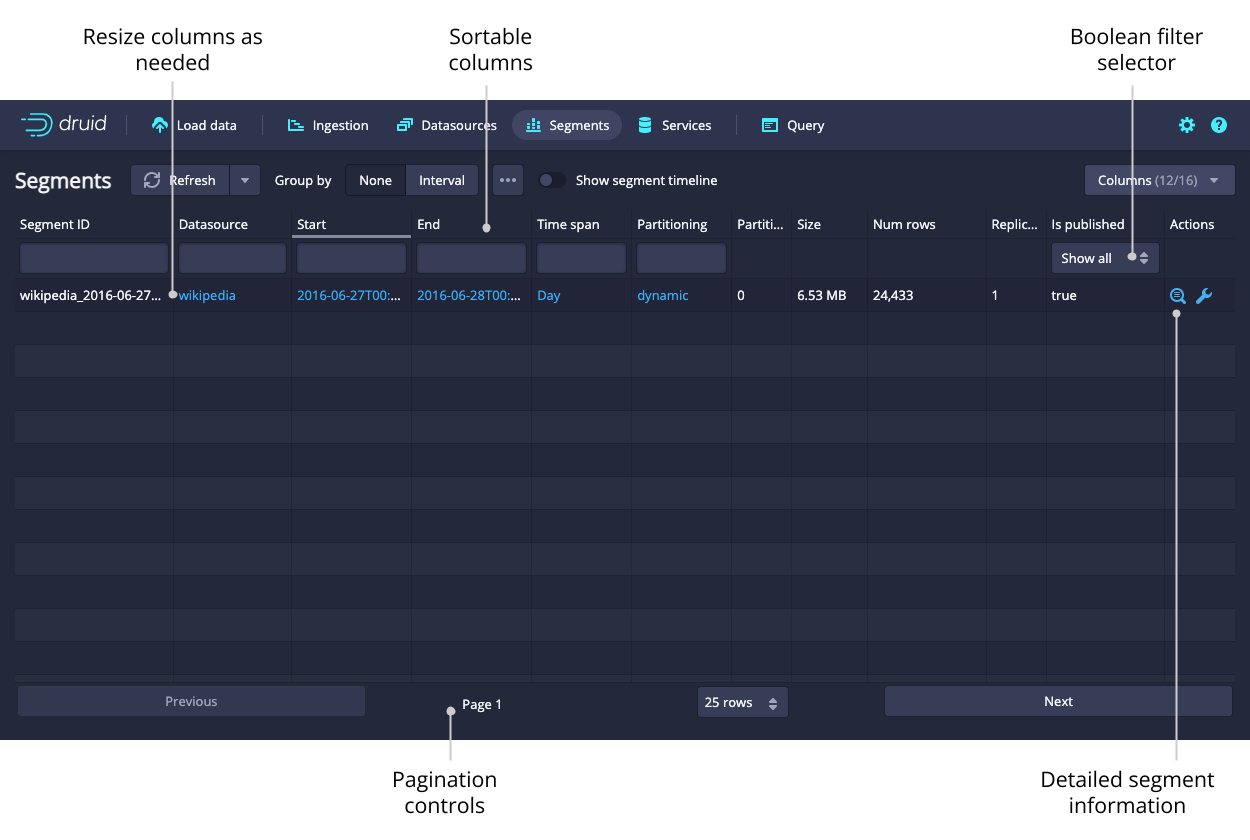 Resize columns as
needed
Sortable
columns
Boolean filter
selector
druid Load data Ingestion Datasources Segments Services Query
Segments Refresh Group by None Interval Show segment timeline Columns (12/16)
Segment ID Datasource Start End Time span Partitioning Partiti... Size Num rows Replic... Is published Actions
Show all
wikipedia_2016-06-27... wikipedia 2016-06-27T00:... 2016-06-28T00:... Day dynamic 0 6.53 MB 24,433 1 true
Previous Page 1 25 rows Next
Pagination
controls
Detailed segment
information